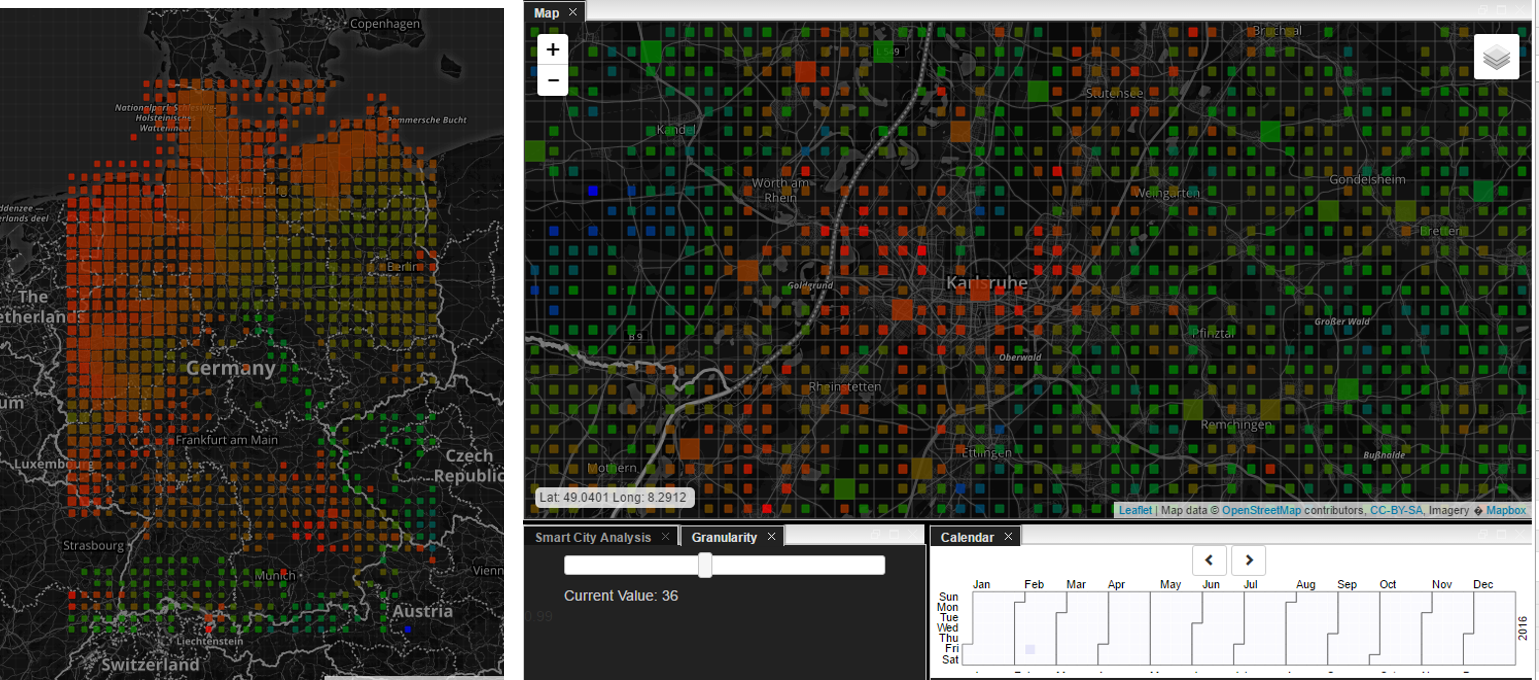 Copenhagen
Nationalpark Schleswig-
Holsteinisches
Wattenmeer
Pommersche Bucht
Hamburg
Berlin
The
Germany
Frankfurt am Main
Luxembourg
Czech
Republic
Strasbourg
Munich
Austria
Liechtenstein
Switzerland
Map
+
−
L 549
Bruchsal
Stutensee
Kandel
Wörth am
Rhein
Weingarten
Gondelsheim
Bretten
Karlsruhe
Goldgrund
B 9
Pfinztal
Großer Wald
Oberwald
Rheinstetten
Remchingen
Ettlingen
Bußhalde
Mothern
Lat: 49.0401 Long: 8.2912
Leaflet | Map data © OpenStreetMap contributors, CC-BY-SA, Imagery � Mapbox
Smart City Analysis
Granularity
Current Value: 36
0.99
Calendar
Jan Feb Mar Apr May Jun Jul Aug Sep Oct Nov Dec
Sun
Mon
Tue
Wed
Thu
Fri
Sat
2016